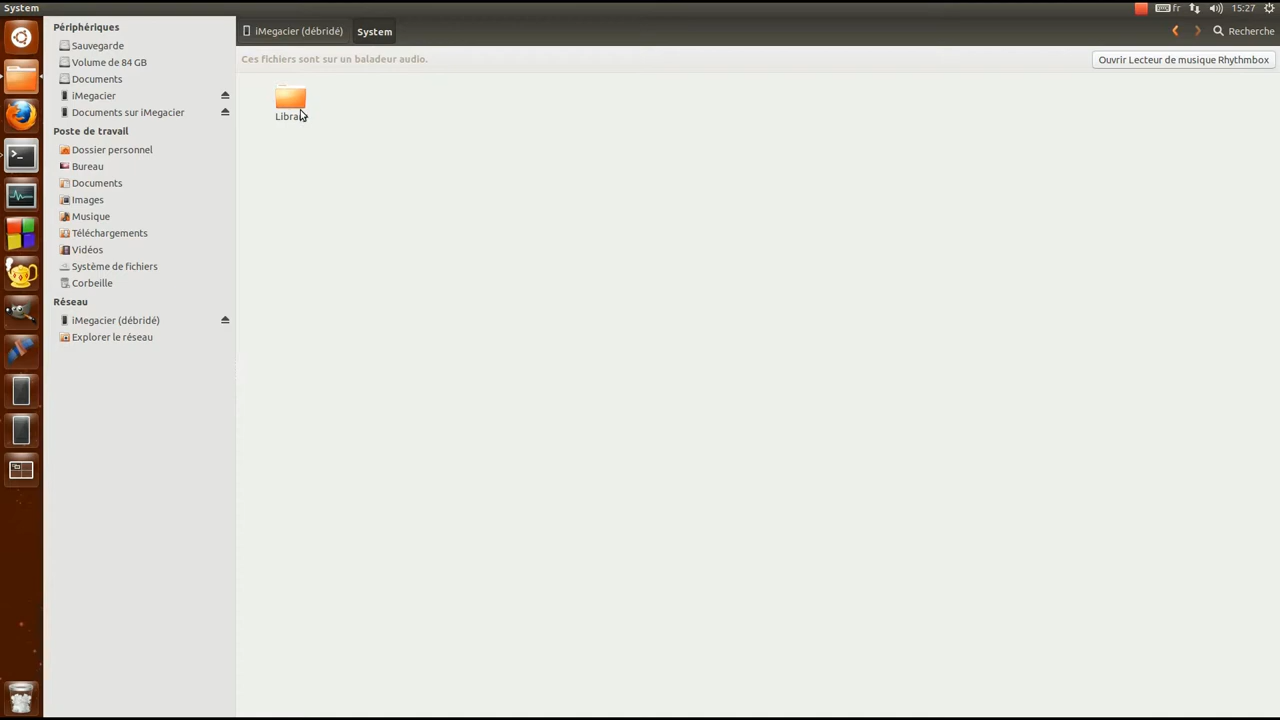 System
fr
15:27
Périphériques
Sauvegarde
Volume de 84 GB
Documents
iMegacier
Documents sur iMegacier
Poste de travail
Dossier personnel
Bureau
Documents
Images
Musique
Téléchargements
Vidéos
Système de fichiers
Corbeille
Réseau
iMegacier (débridé)
Explorer le réseau
iMegacier (débridé)
System
Recherche
Ces fichiers sont sur un baladeur audio.
Ouvrir Lecteur de musique Rhythmbox